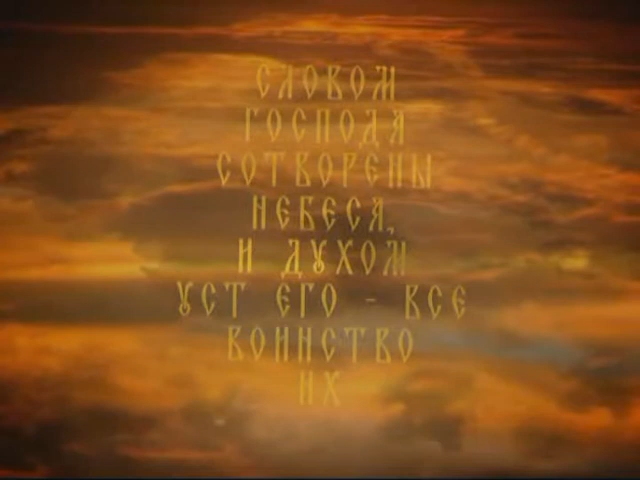 СЛОВОМ
ГОСПОДА
СОТВОРЕНЫ
НЕБЕСА,
И ДУХОМ
УСТ ЕГО - ВСЕ
ВОИНСТВО
ИХ